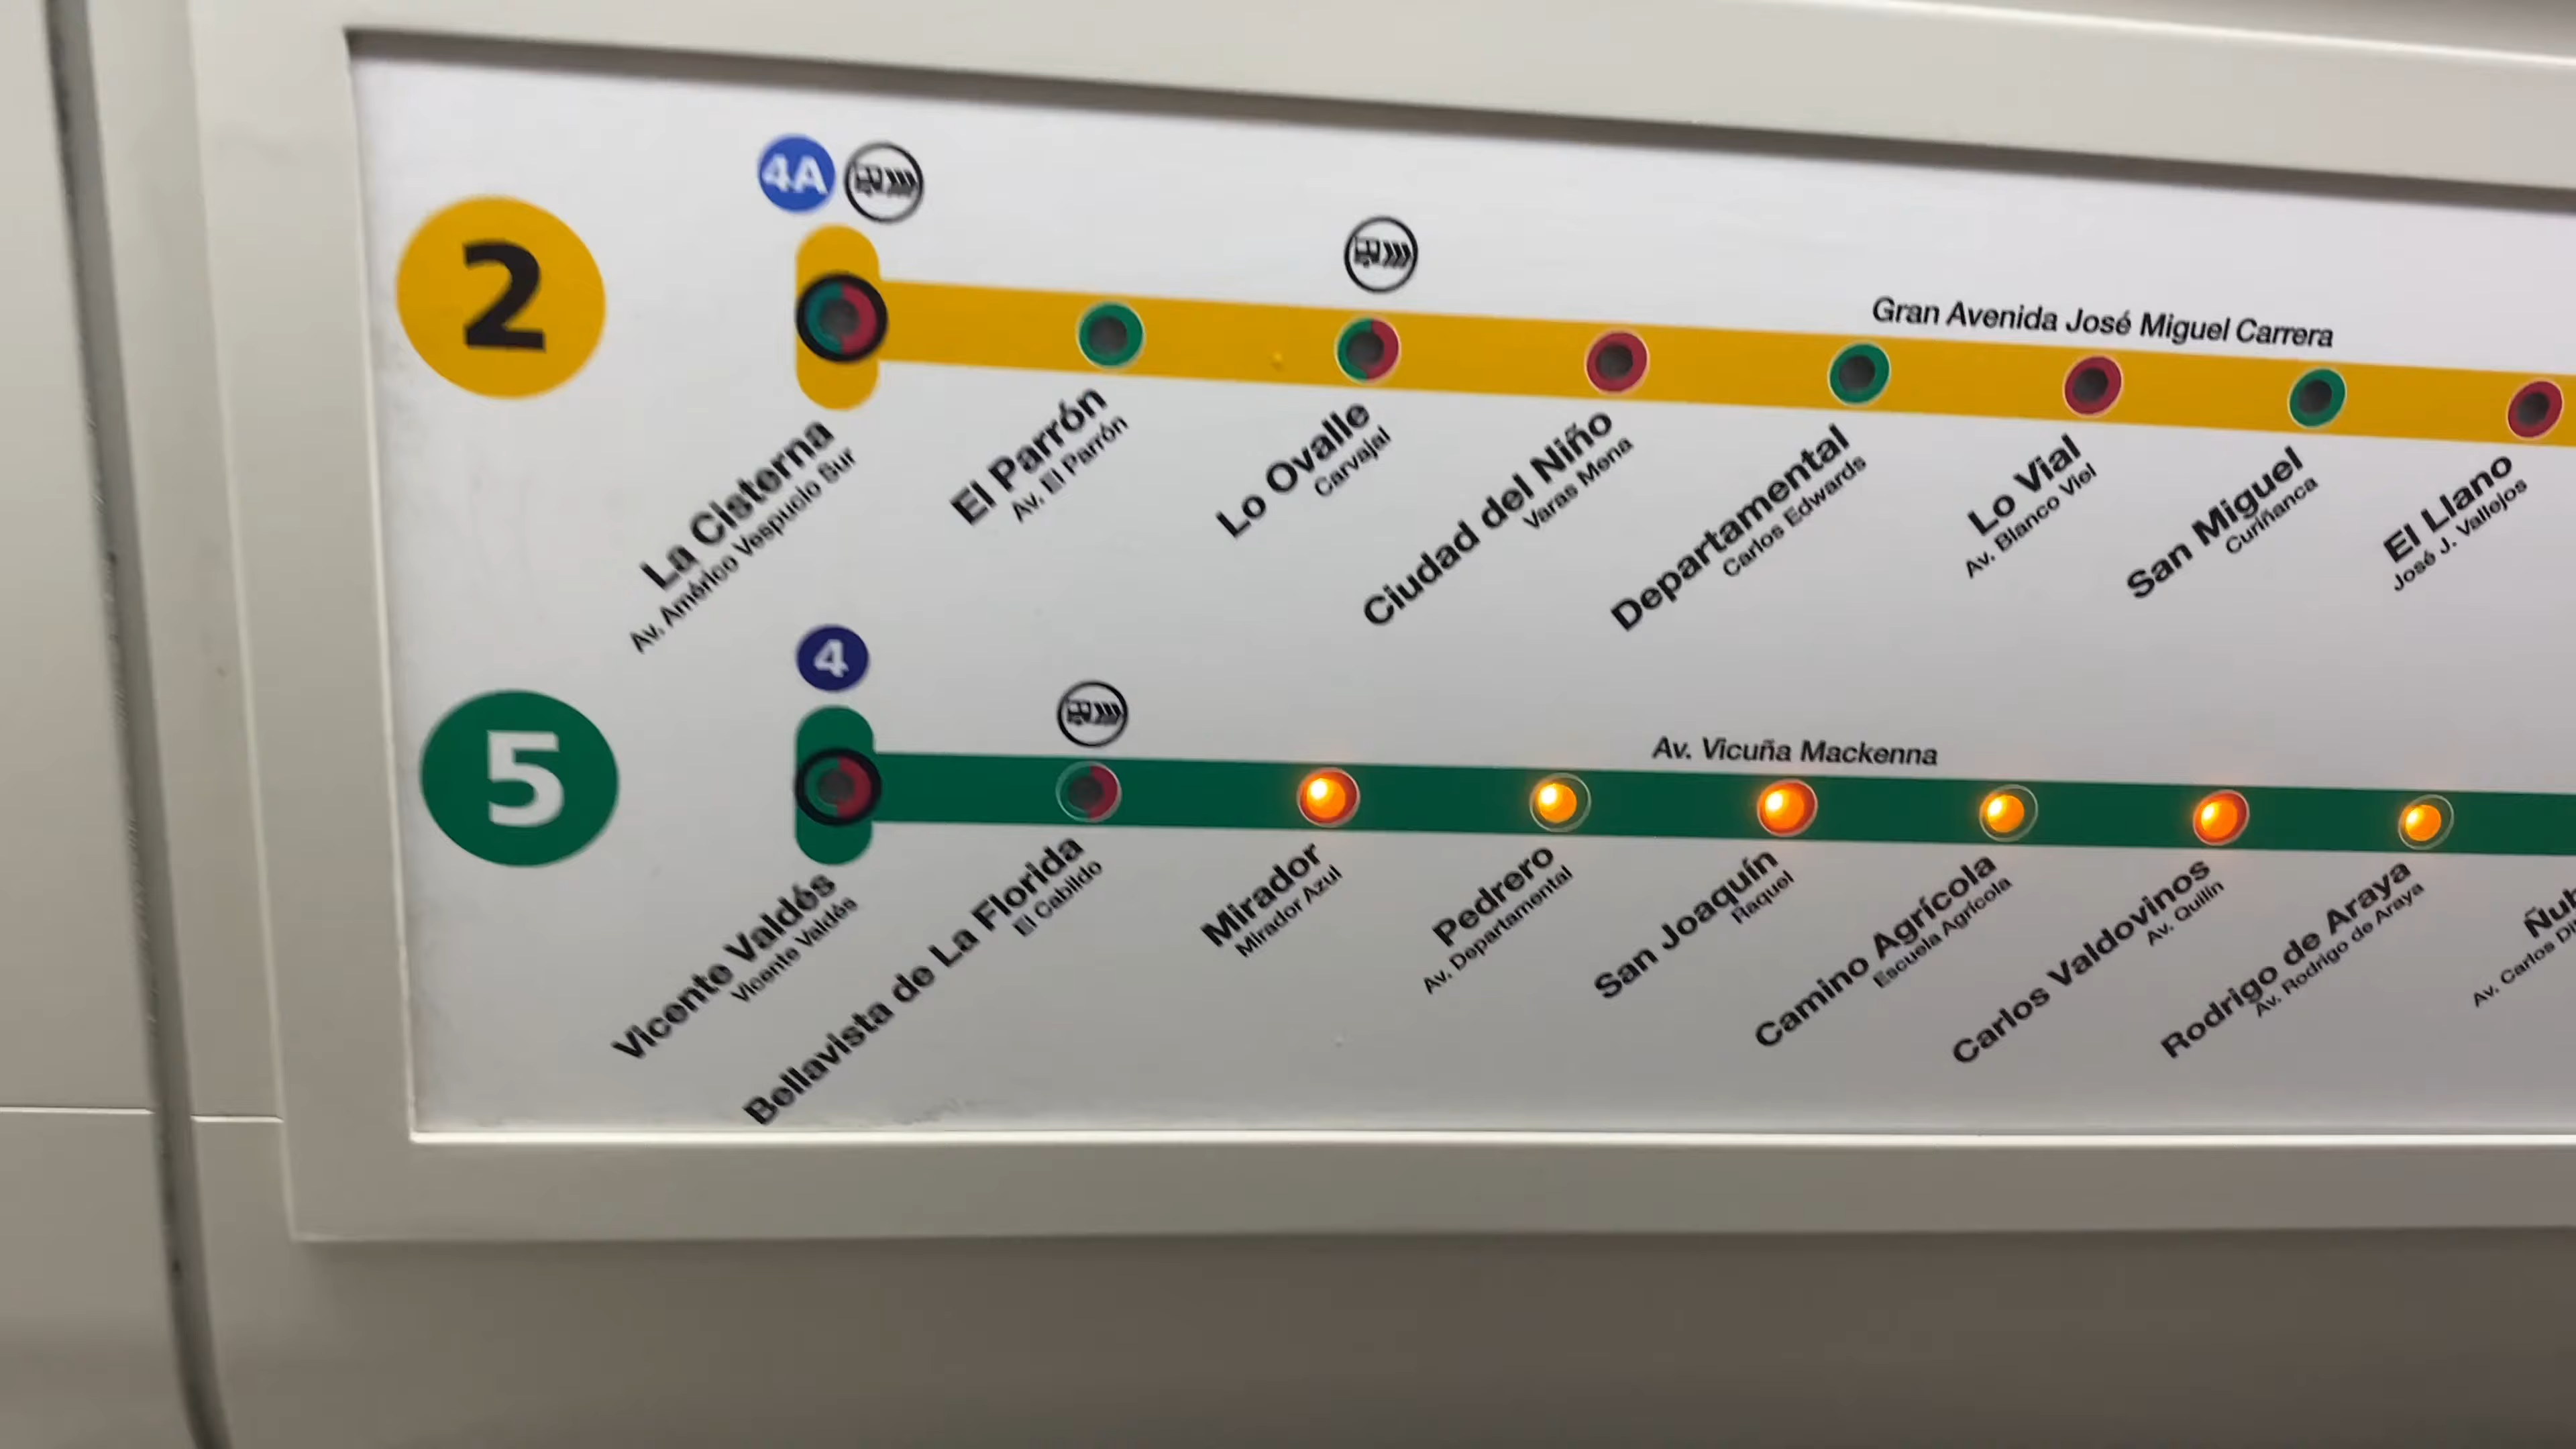 4A
2
Gran Avenida José Miguel Carrera
La Cisterna
Av. Américo Vespucio Sur
El Parrón
Av. El Parrón
Lo Ovalle
Carvajal
Ciudad del Niño
Varas Mena
Departamental
Carlos Edwards
Lo Vial
Av. Blanco Viel
San Miguel
Curiñanca
El Llano
José J. Vallejos
4
5
Av. Vicuña Mackenna
Vicente Valdés
Vicente Valdés
Bellavista de La Florida
El Cabildo
Mirador
Mirador Azul
Pedrero
Av. Departamental
San Joaquín
Raquel
Camino Agrícola
Escuela Agrícola
Carlos Valdovinos
Av. Quilín
Rodrigo de Araya
Av. Rodrigo de Araya
Ñub
Av. Carlos